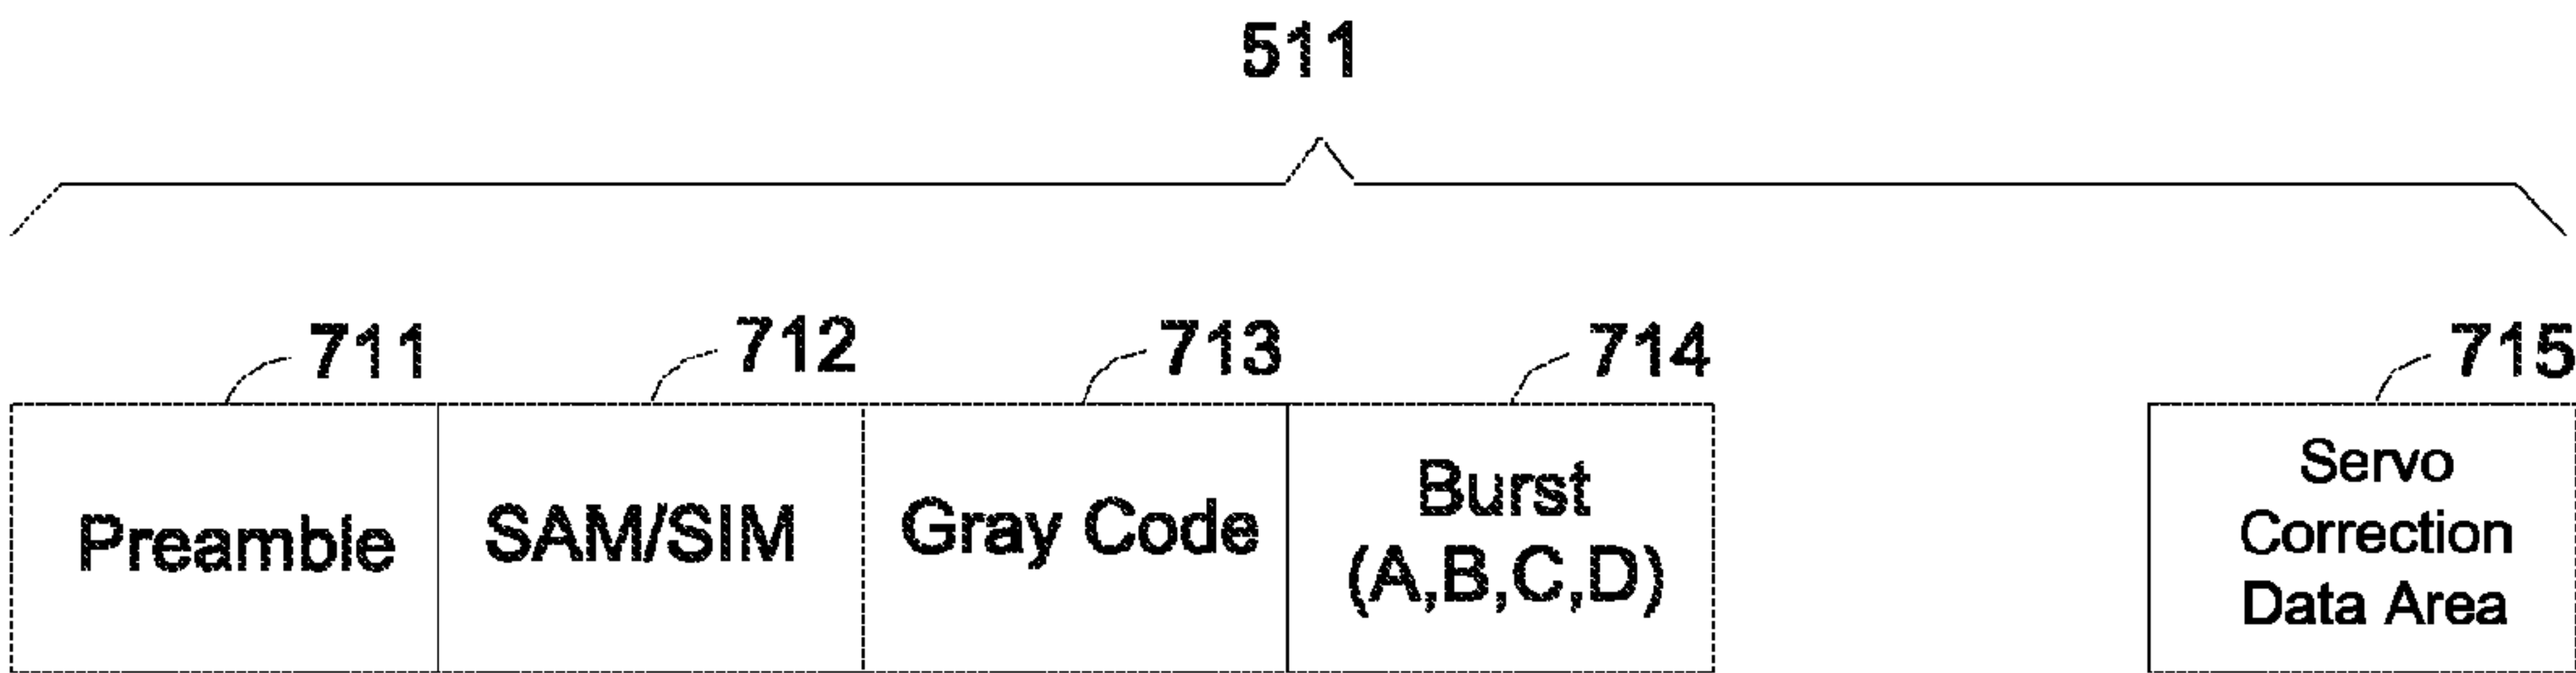 511
711
712
713
714
715
Preamble
SAM/SIM
Gray Code
Burst
(A,B,C,D)
Servo
Correction
Data Area